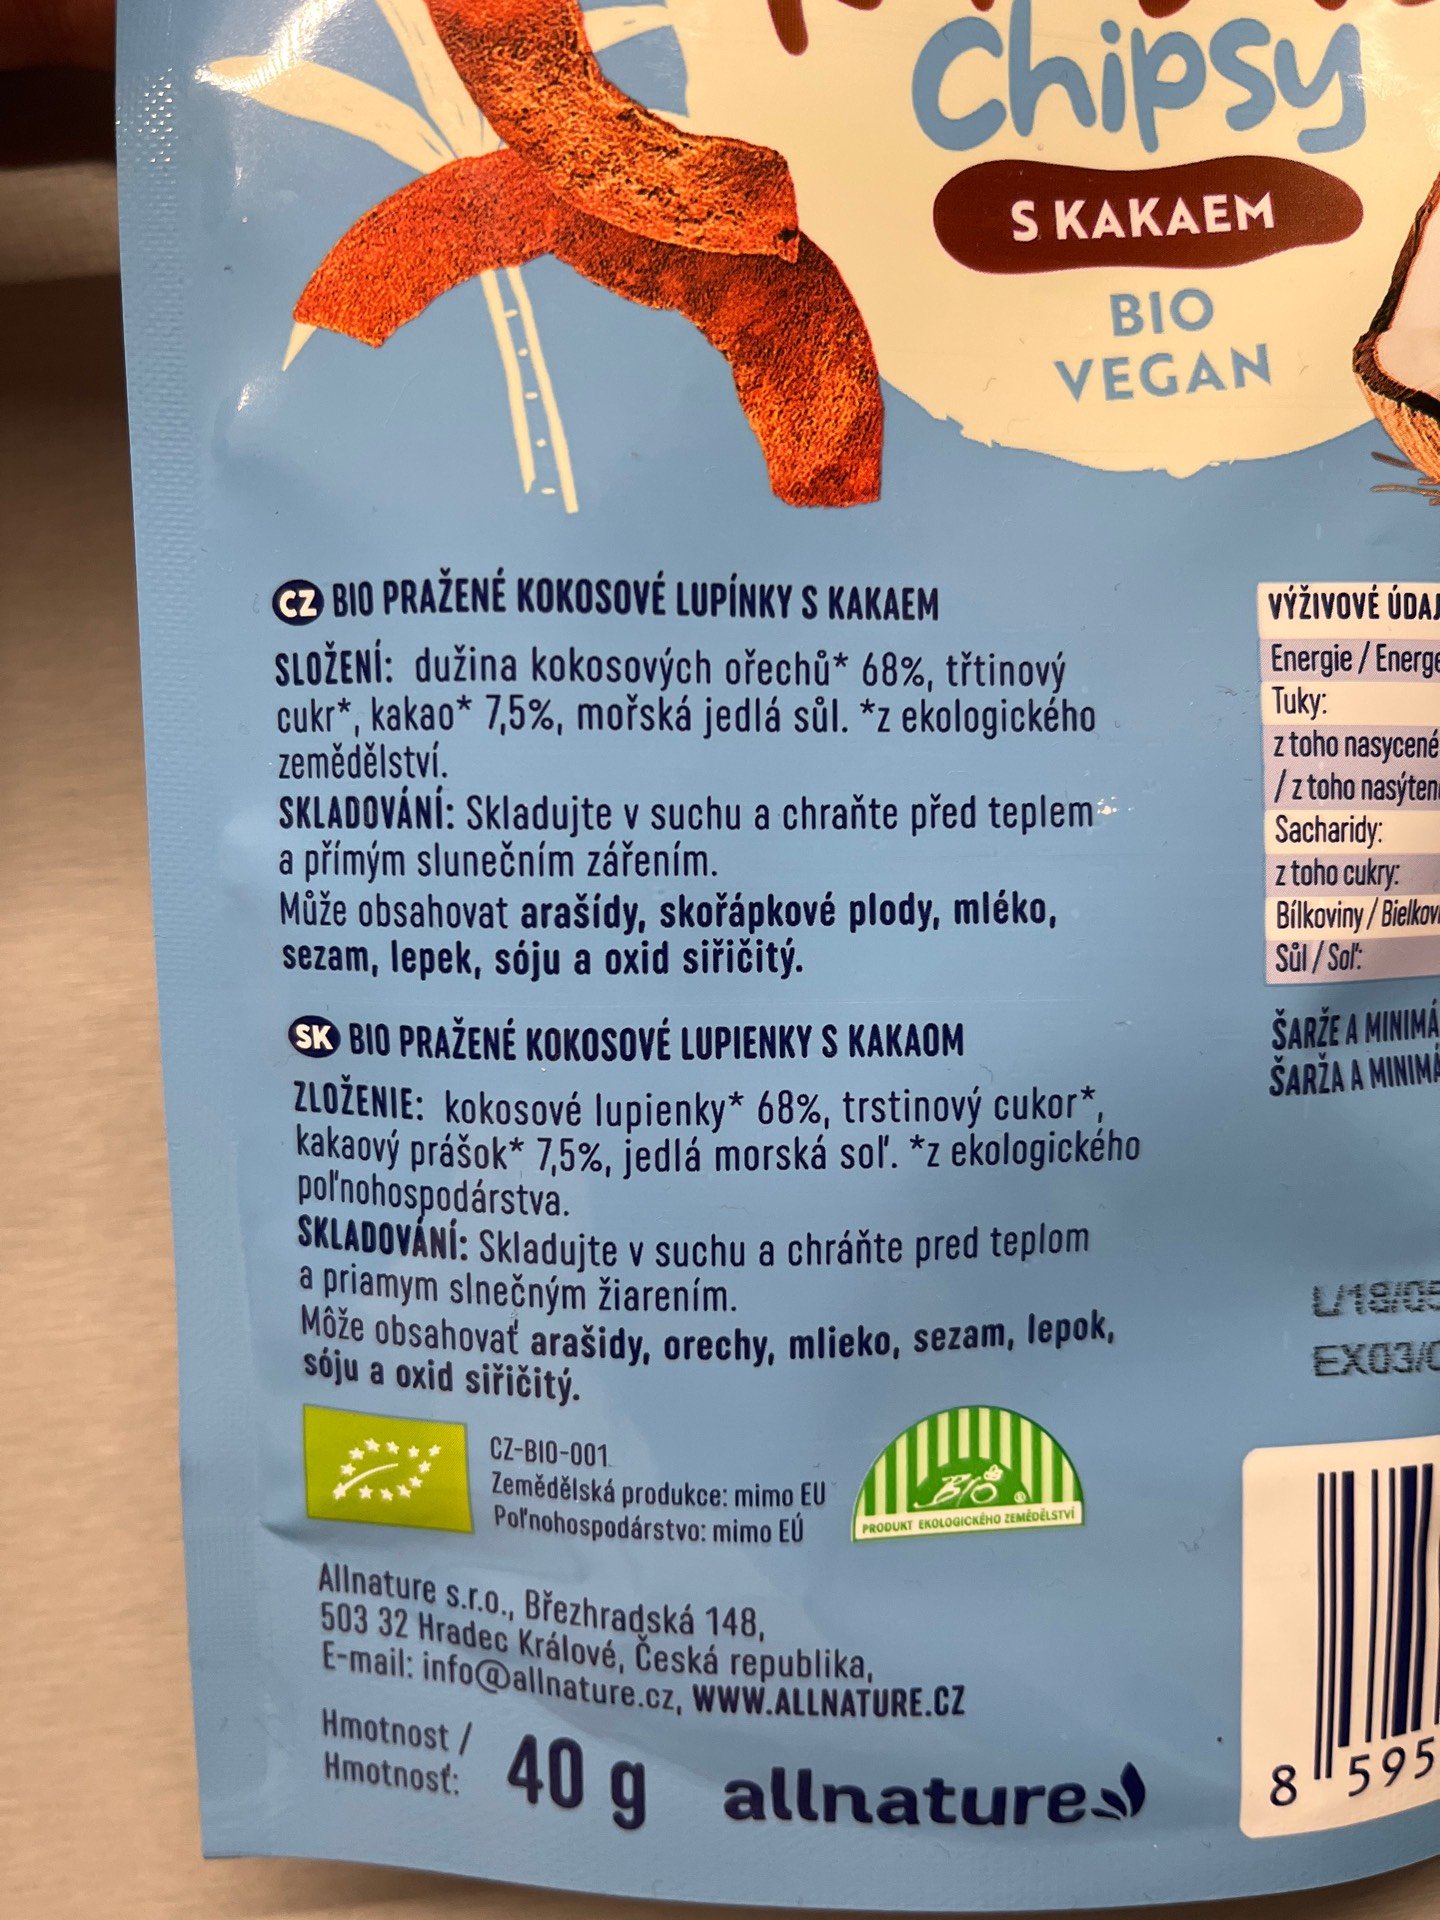 chipsy
S KAKAEM
BIO
VEGAN
CZ BIO PRAŽENÉ KOKOSOVÉ LUPÍNKY S KAKAEM
SLOŽENÍ: dužina kokosových ořechů* 68%, třtinový
cukr*, kakao* 7,5%, mořská jedlá sůl. *z ekologického
zemědělství.
SKLADOVÁNÍ: Skladujte v suchu a chraňte před teplem
a přímým slunečním zářením.
Může obsahovat arašídy, skořápkové plody, mléko,
sezam, lepek, sóju a oxid siřičitý.
SK BIO PRAŽENÉ KOKOSOVÉ LUPIENKY S KAKAOM
ZLOŽENIE: kokosové lupienky* 68%, trstinový cukor*,
kakaový prášok* 7,5%, jedlá morská soľ. *z ekologického
poľnohospodárstva.
SKLADOVÁNÍ: Skladujte v suchu a chráňte pred teplom
a priamym slnečným žiarením.
Môže obsahovať arašidy, orechy, mlieko, sezam, lepok,
sóju a oxid siřičitý.
CZ-BIO-001
Zemědělská produkce: mimo EU
Poľnohospodárstvo: mimo EÚ
BIO ®
PRODUKT EKOLOGICKÉHO ZEMĚDĚLSTVÍ
Allnature s.r.o., Březhradská 148,
503 32 Hradec Králové, Česká republika,
E-mail: info@allnature.cz, WWW.ALLNATURE.CZ
Hmotnost /
Hmotnosť:
40 g
allnature
VÝŽIVOVÉ ÚDAJ
Energie / Energe
Tuky:
z toho nasycené
/ z toho nasýten
Sacharidy:
z toho cukry:
Bílkoviny / Bielkov
Sůl / Soľ:
ŠARŽE A MINIMÁ
ŠARŽA A MINIMÁ
L/18/05
EX03/
8 595